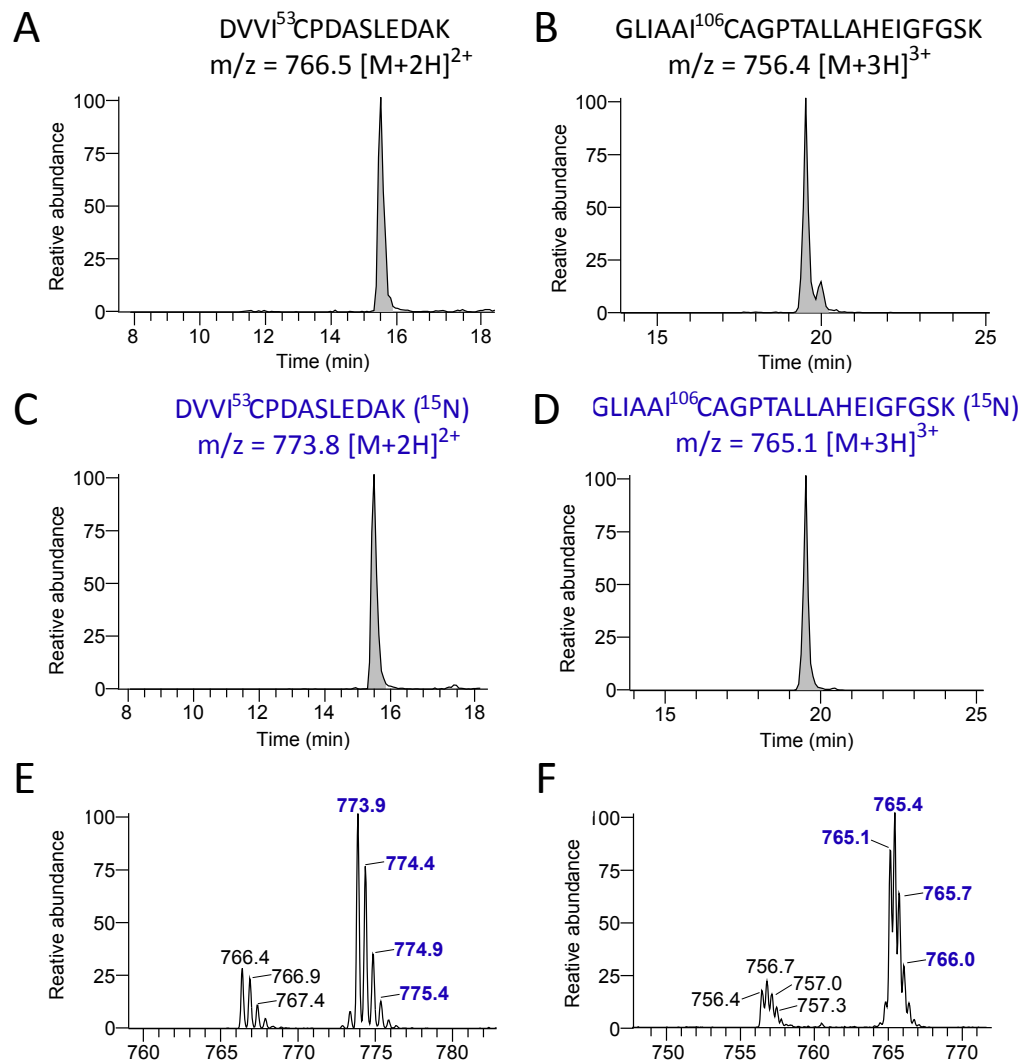 A
DVVI⁵³CPDASLEDAK
m/z = 766.5 [M+2H]²⁺
Reative abundance
100
75
50
25
0
8 10 12 14 16 18
Time (min)
B
GLIAAI¹⁰⁶CAGPTALLAHEIGFGSK
m/z = 756.4 [M+3H]³⁺
Reative abundance
100
75
50
25
0
15 20 25
Time (min)
C
DVVI⁵³CPDASLEDAK (¹⁵N)
m/z = 773.8 [M+2H]²⁺
Reative abundance
100
75
50
25
0
8 10 12 14 16 18
Time (min)
D
GLIAAI¹⁰⁶CAGPTALLAHEIGFGSK (¹⁵N)
m/z = 765.1 [M+3H]³⁺
Reative abundance
100
75
50
25
0
15 20 25
Time (min)
E
Reative abundance
100
75
50
25
0
773.9
774.4
774.9
775.4
766.4
766.9
767.4
760 770 775 780
F
Reative abundance
100
75
50
25
0
765.4
765.1
765.7
766.0
756.7
756.4
757.0
757.3
750 755 760 765 770